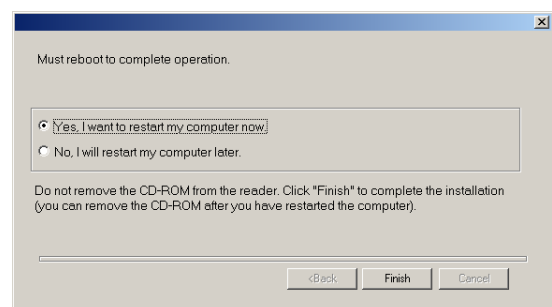 Must reboot to complete operation.
Yes, I want to restart my computer now.
No, I will restart my computer later.
Do not remove the CD-ROM from the reader. Click "Finish" to complete the installation
(you can remove the CD-ROM after you have restarted the computer).
<Back Finish Cancel